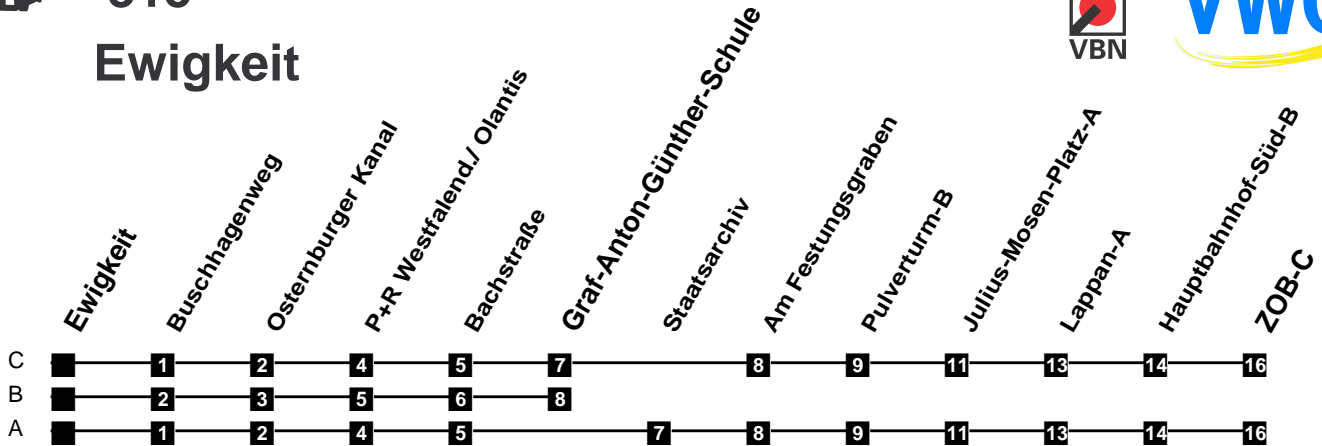 Ewigkeit
VBN
Ewigkeit
Buschhagenweg
Osternburger Kanal
P+R Westfalend./ Olantis
Bachstraße
Graf-Anton-Günther-Schule
Staatsarchiv
Am Festungsgraben
Pulverturm-B
Julius-Mosen-Platz-A
Lappan-A
Hauptbahnhof-Süd-B
ZOB-C
C 1 2 4 5 7 8 9 11 13 14 16
B 2 3 5 6 8
A 1 2 4 5 7 8 9 11 13 14 16